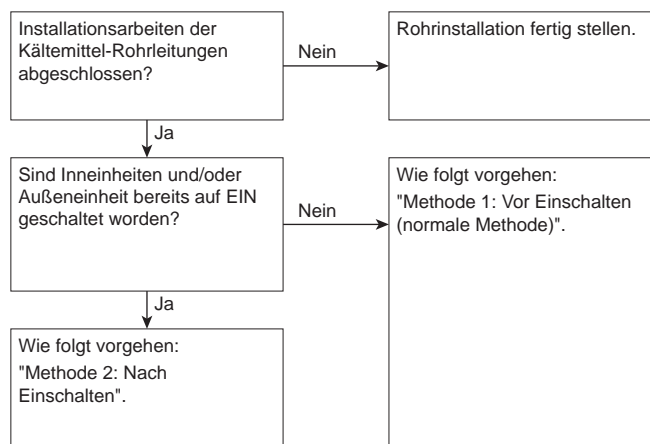 Installationsarbeiten der
Kältemittel-Rohrleitungen
abgeschlossen?
Nein
Rohrinstallation fertig stellen.
Ja
Sind Inneinheiten und/oder
Außeneinheit bereits auf EIN
geschaltet worden?
Nein
Wie folgt vorgehen:
"Methode 1: Vor Einschalten
(normale Methode)".
Ja
Wie folgt vorgehen:
"Methode 2: Nach
Einschalten".